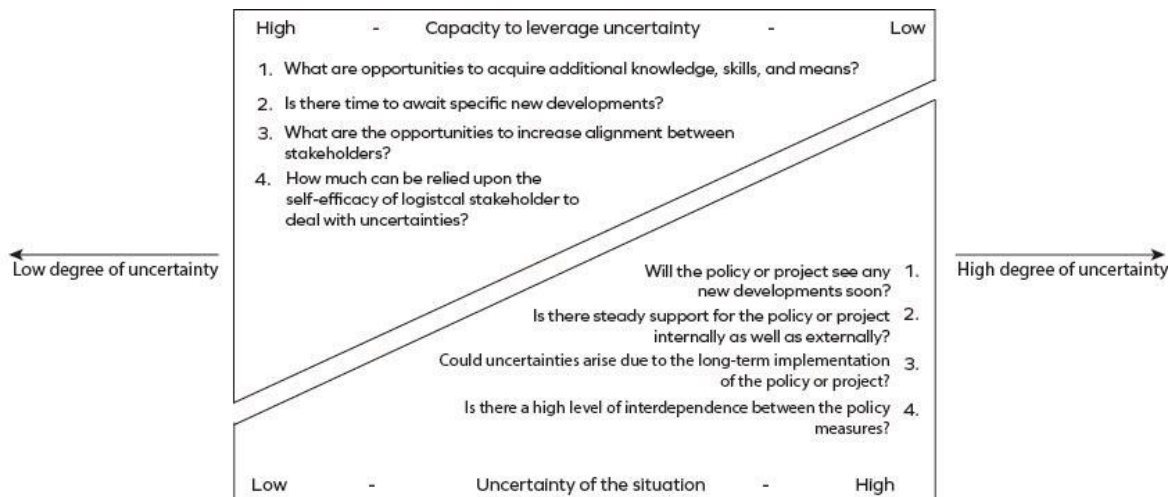 High - Capacity to leverage uncertainty - Low
1. What are opportunities to acquire additional knowledge, skills, and means?
2. Is there time to await specific new developments?
3. What are the opportunities to increase alignment between
stakeholders?
4. How much can be relied upon the
self-efficacy of logistcal stakeholder to
deal with uncertainties?
Low degree of uncertainty
High degree of uncertainty
Will the policy or project see any 1.
new developments soon?
Is there steady support for the policy or project 2.
internally as well as externally?
Could uncertainties arise due to the long-term implementation 3.
of the policy or project?
Is there a high level of interdependence between the policy 4.
measures?
Low - Uncertainty of the situation - High